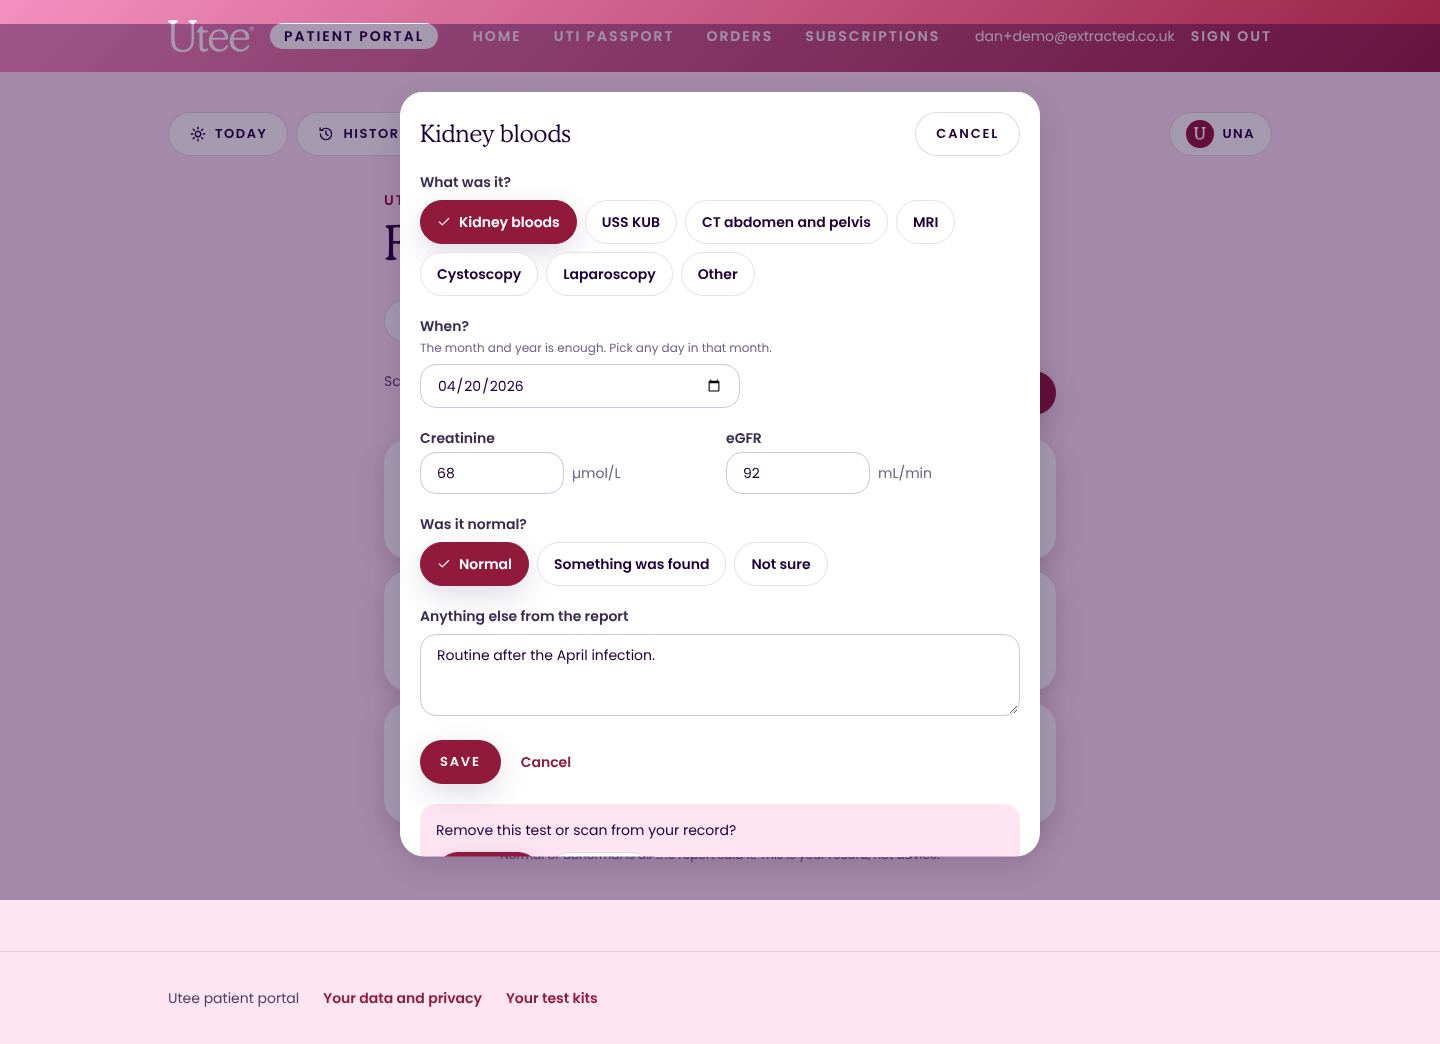 Utee
PATIENT PORTAL
HOME
UTI PASSPORT
ORDERS
SUBSCRIPTIONS
dan+demo@extracted.co.uk
SIGN OUT
TODAY
HISTOR
U
UNA
Kidney bloods
CANCEL
What was it?
Kidney bloods
USS KUB
CT abdomen and pelvis
MRI
Cystoscopy
Laparoscopy
Other
When?
The month and year is enough. Pick any day in that month.
04/20/2026
Creatinine
eGFR
68
µmol/L
92
mL/min
Was it normal?
Normal
Something was found
Not sure
Anything else from the report
Routine after the April infection.
SAVE
Cancel
Remove this test or scan from your record?
Utee patient portal
Your data and privacy
Your test kits